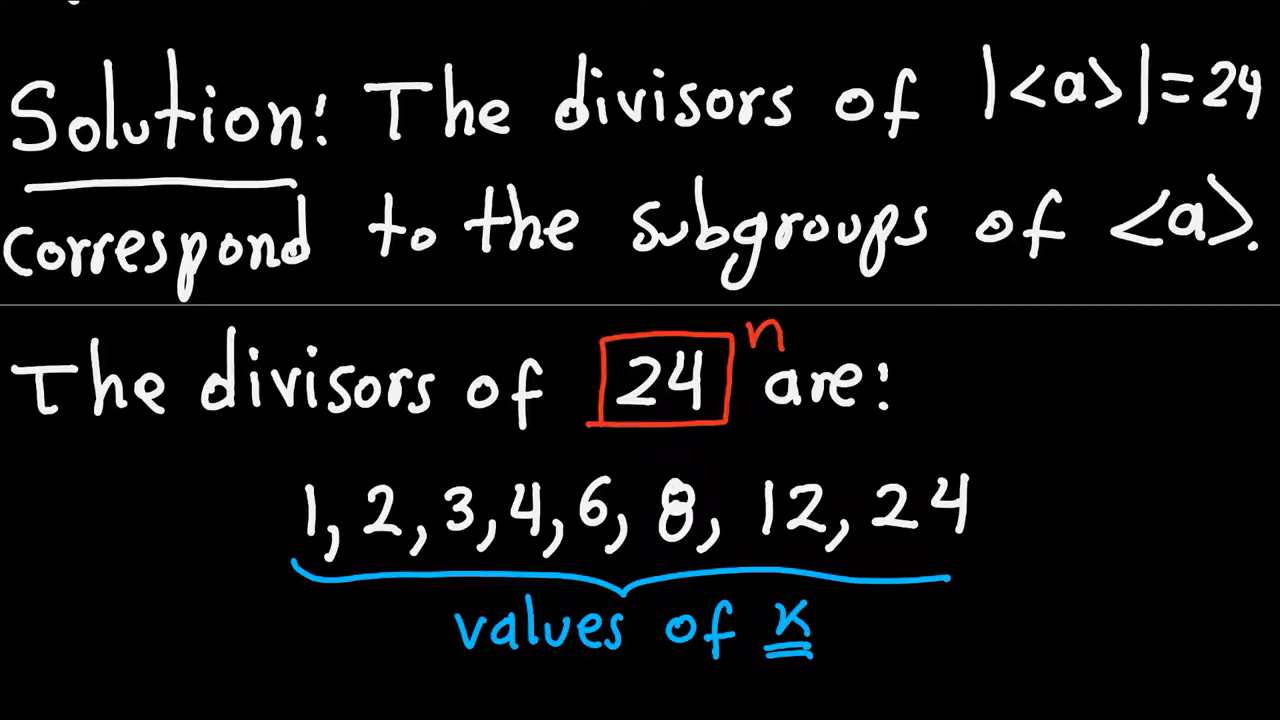 Solution! The divisors of |<a>|=24
correspond to the subgroups of <a>.
The divisors of 24 n are:
1, 2, 3, 4, 6, 8, 12, 24
values of k